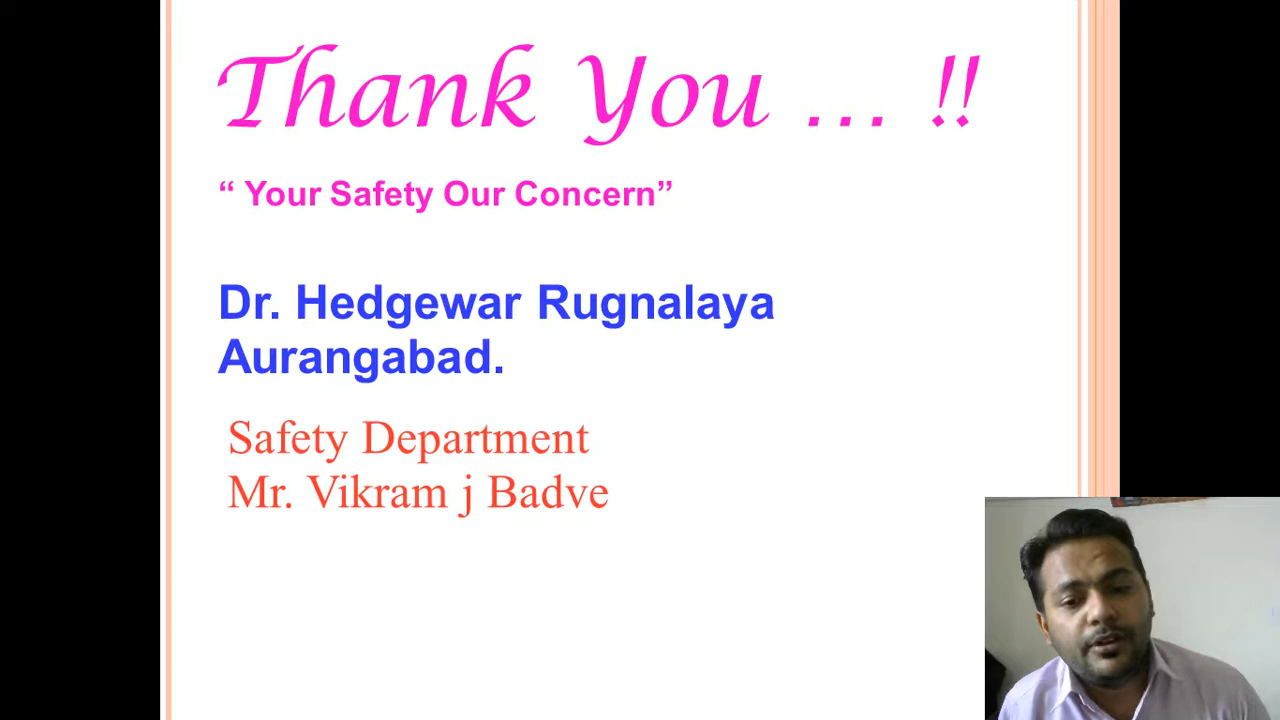 Thank You ... !!
“ Your Safety Our Concern”
Dr. Hedgewar Rugnalaya
Aurangabad.
Safety Department
Mr. Vikram j Badve